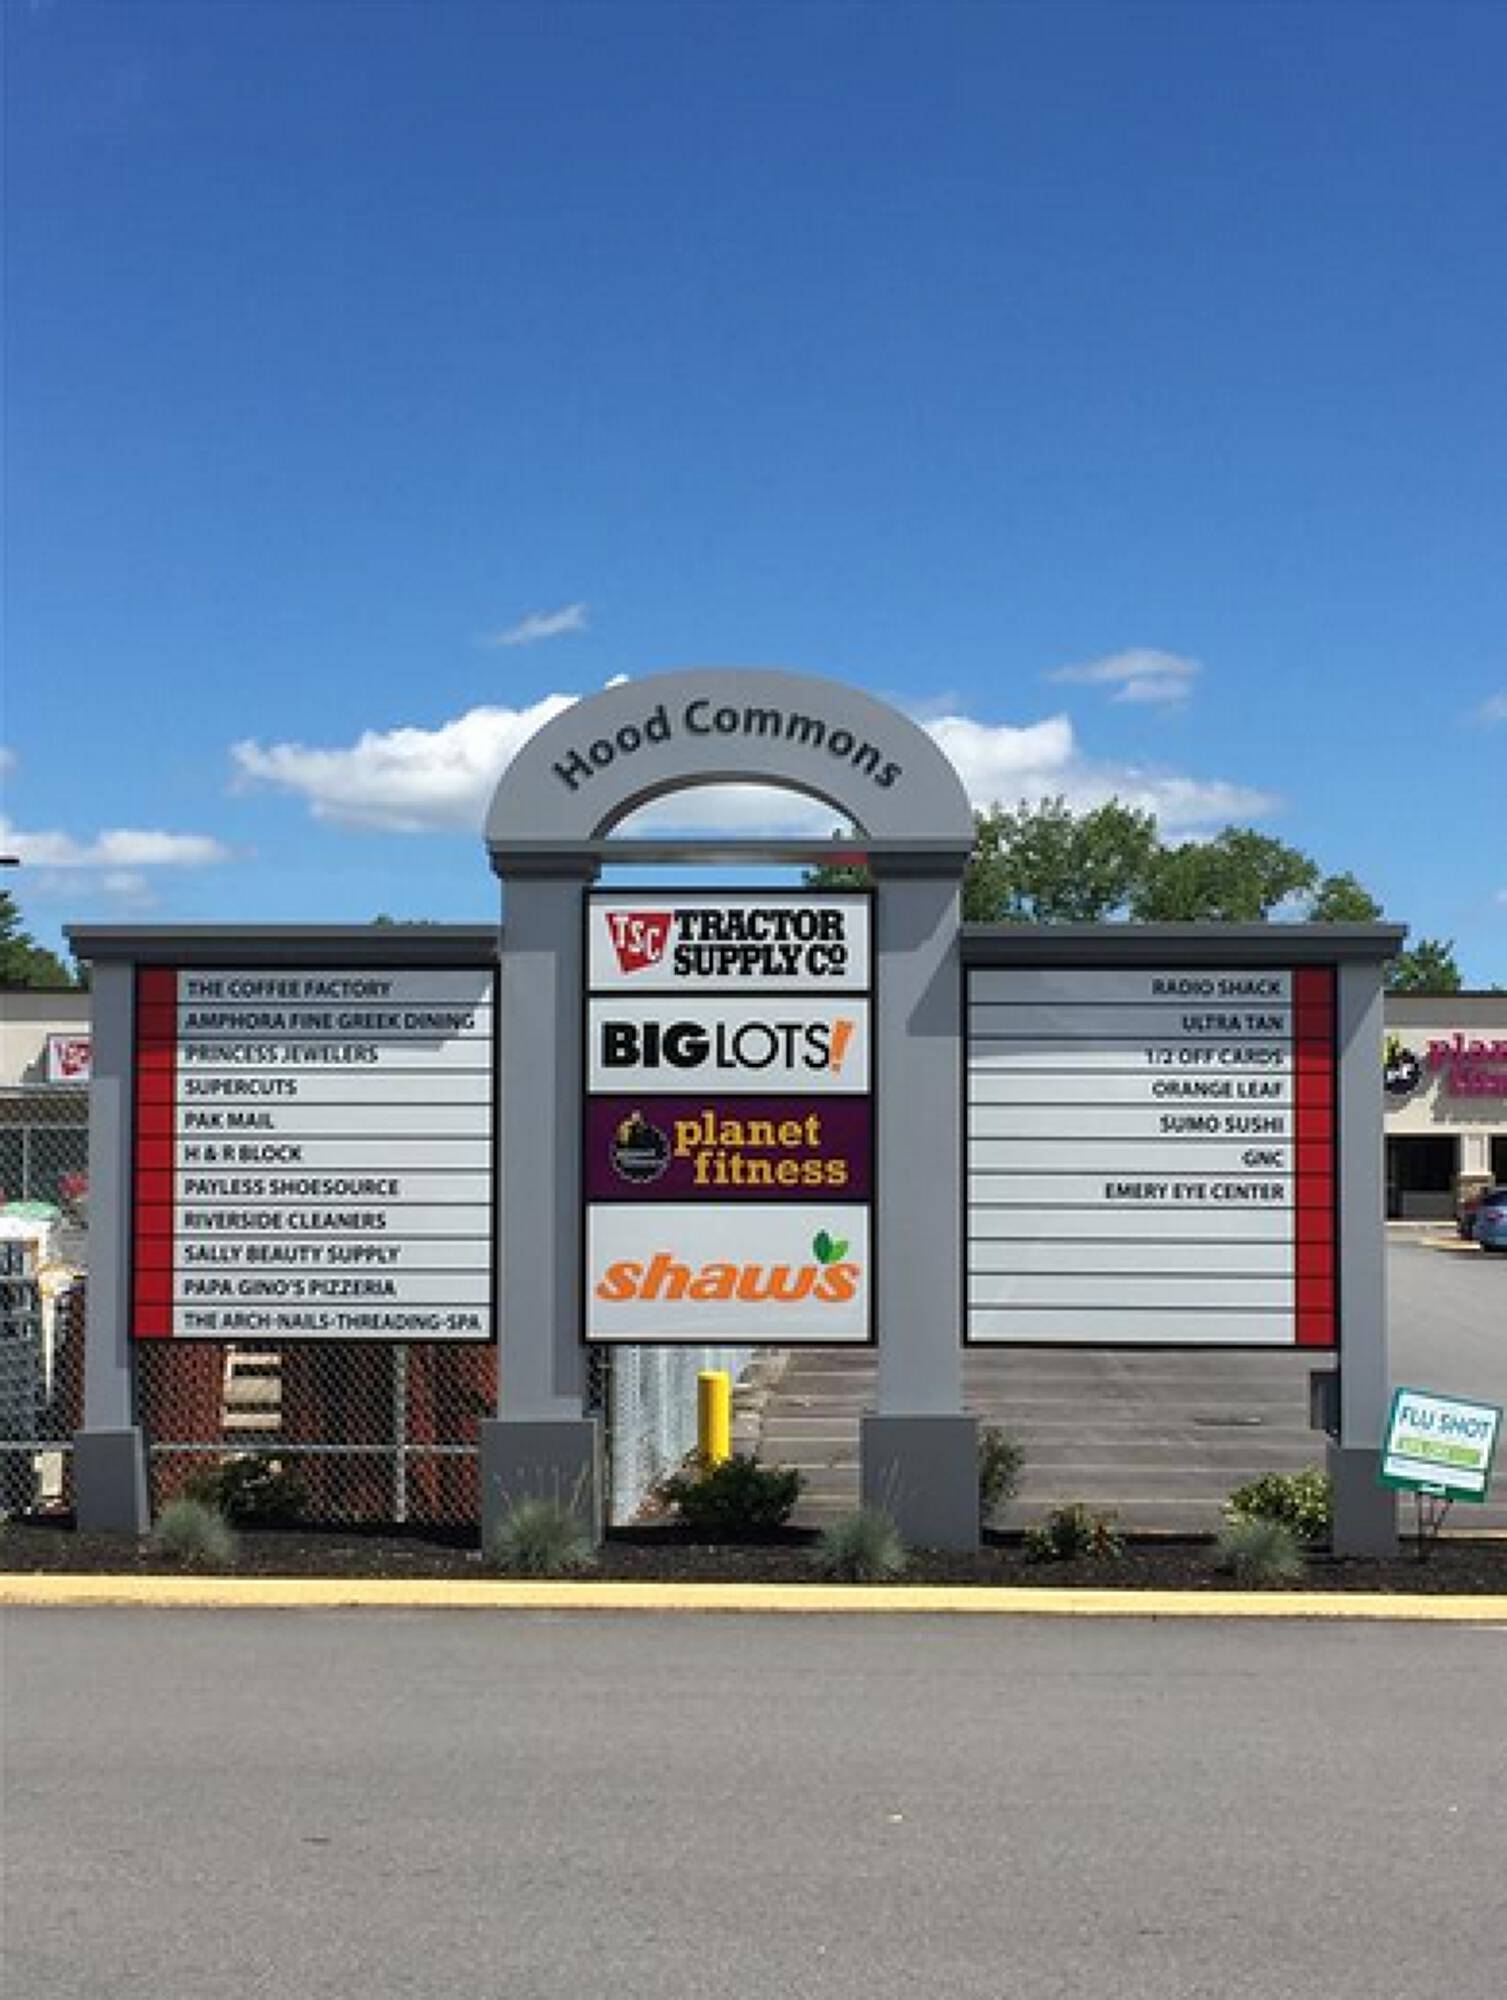 Hood Commons
TSC TRACTOR
SUPPLY CO
BIG LOTS!
planet
fitness
shaw's
THE COFFEE FACTORY
AMPHORA FINE GREEK DINING
PRINCESS JEWELERS
SUPERCUTS
PAK MAIL
H & R BLOCK
PAYLESS SHOESOURCE
RIVERSIDE CLEANERS
SALLY BEAUTY SUPPLY
PAPA GINO'S PIZZERIA
THE ARCH-NAILS-THREADING-SPA
RADIO SHACK
ULTRA TAN
1/2 OFF CARDS
ORANGE LEAF
SUMO SUSHI
GNC
EMERY EYE CENTER
FLU SHOT